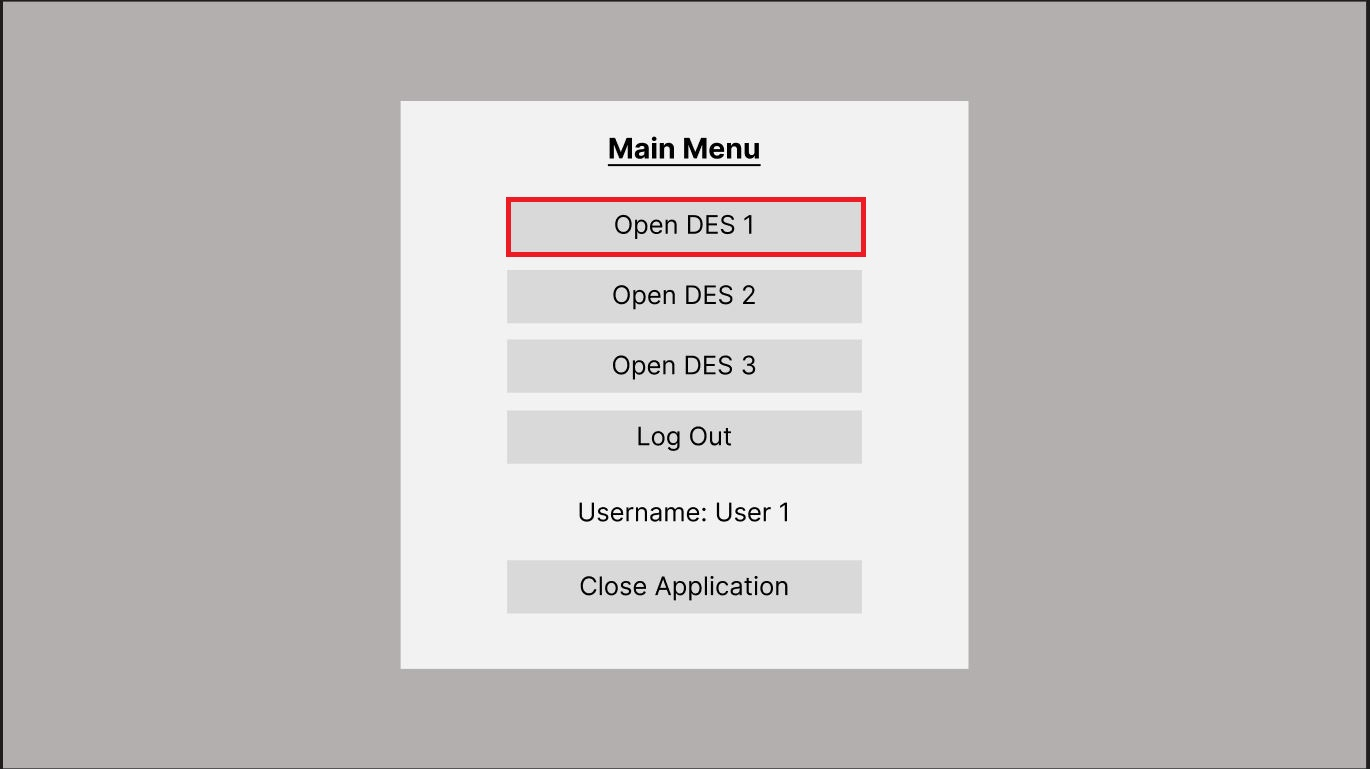 Main Menu
Open DES 1
Open DES 2
Open DES 3
Log Out
Username: User 1
Close Application